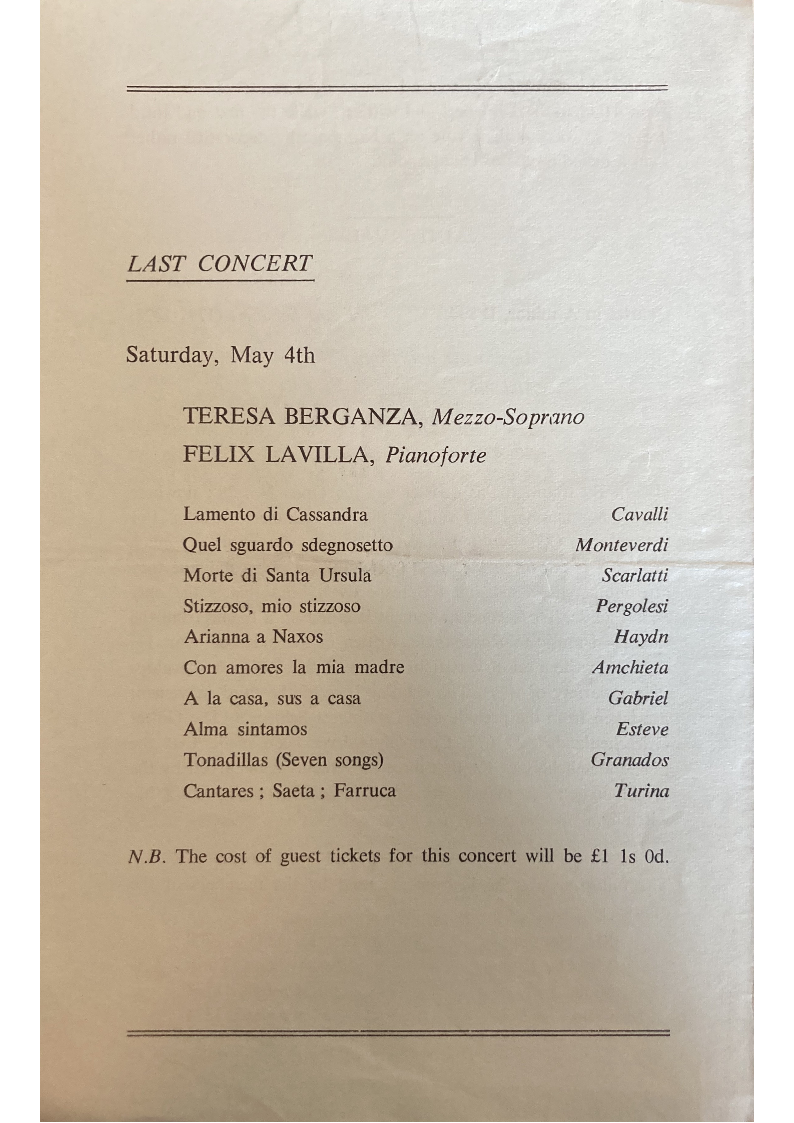 LAST CONCERT
Saturday, May 4th
TERESA BERGANZA, Mezzo-Soprano
FELIX LAVILLA, Pianoforte
Lamento di Cassandra Cavalli
Quel sguardo sdegnosetto Monteverdi
Morte di Santa Ursula Scarlatti
Stizzoso, mio stizzoso Pergolesi
Arianna a Naxos Haydn
Con amores la mia madre Amchieta
A la casa, sus a casa Gabriel
Alma sintamos Esteve
Tonadillas (Seven songs) Granados
Cantares ; Saeta ; Farruca Turina
N.B. The cost of guest tickets for this concert will be £1 1s 0d.